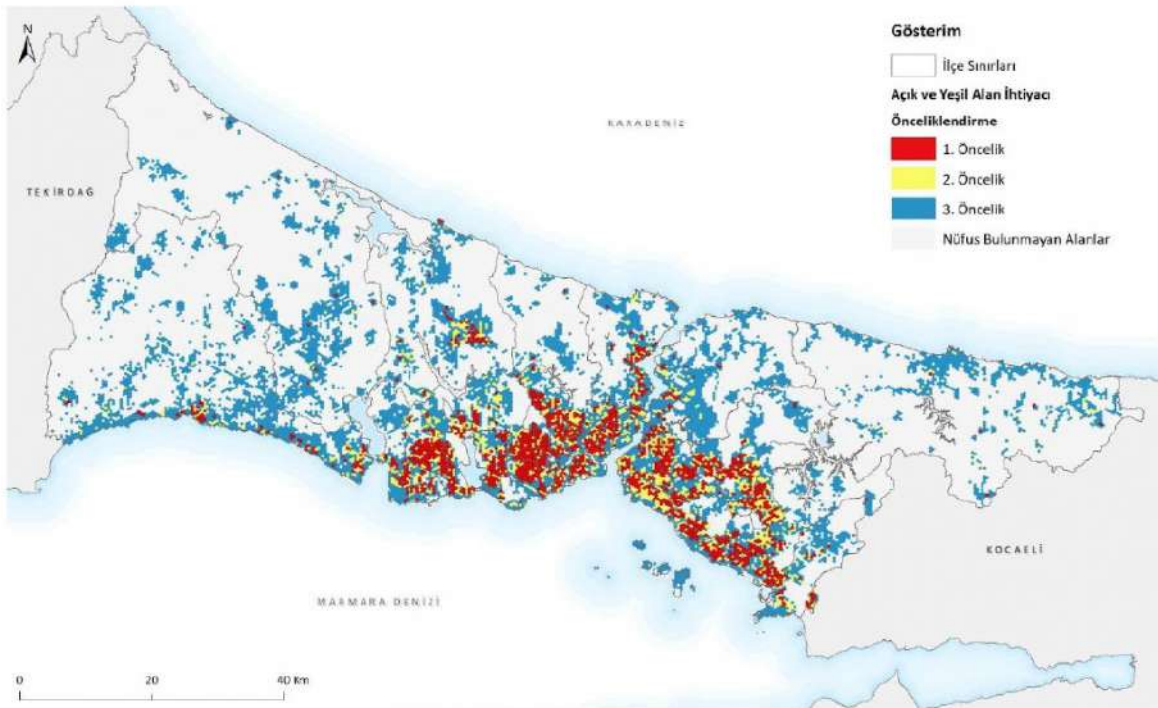 N
Gösterim
İlçe Sınırları
Açık ve Yeşil Alan İhtiyacı
Önceliklendirme
1. Öncelik
2. Öncelik
3. Öncelik
Nüfus Bulunmayan Alanlar
KARADENİZ
TEKİRDAĞ
KOCAELİ
MARMARA DENİZİ
0 20 40 Km